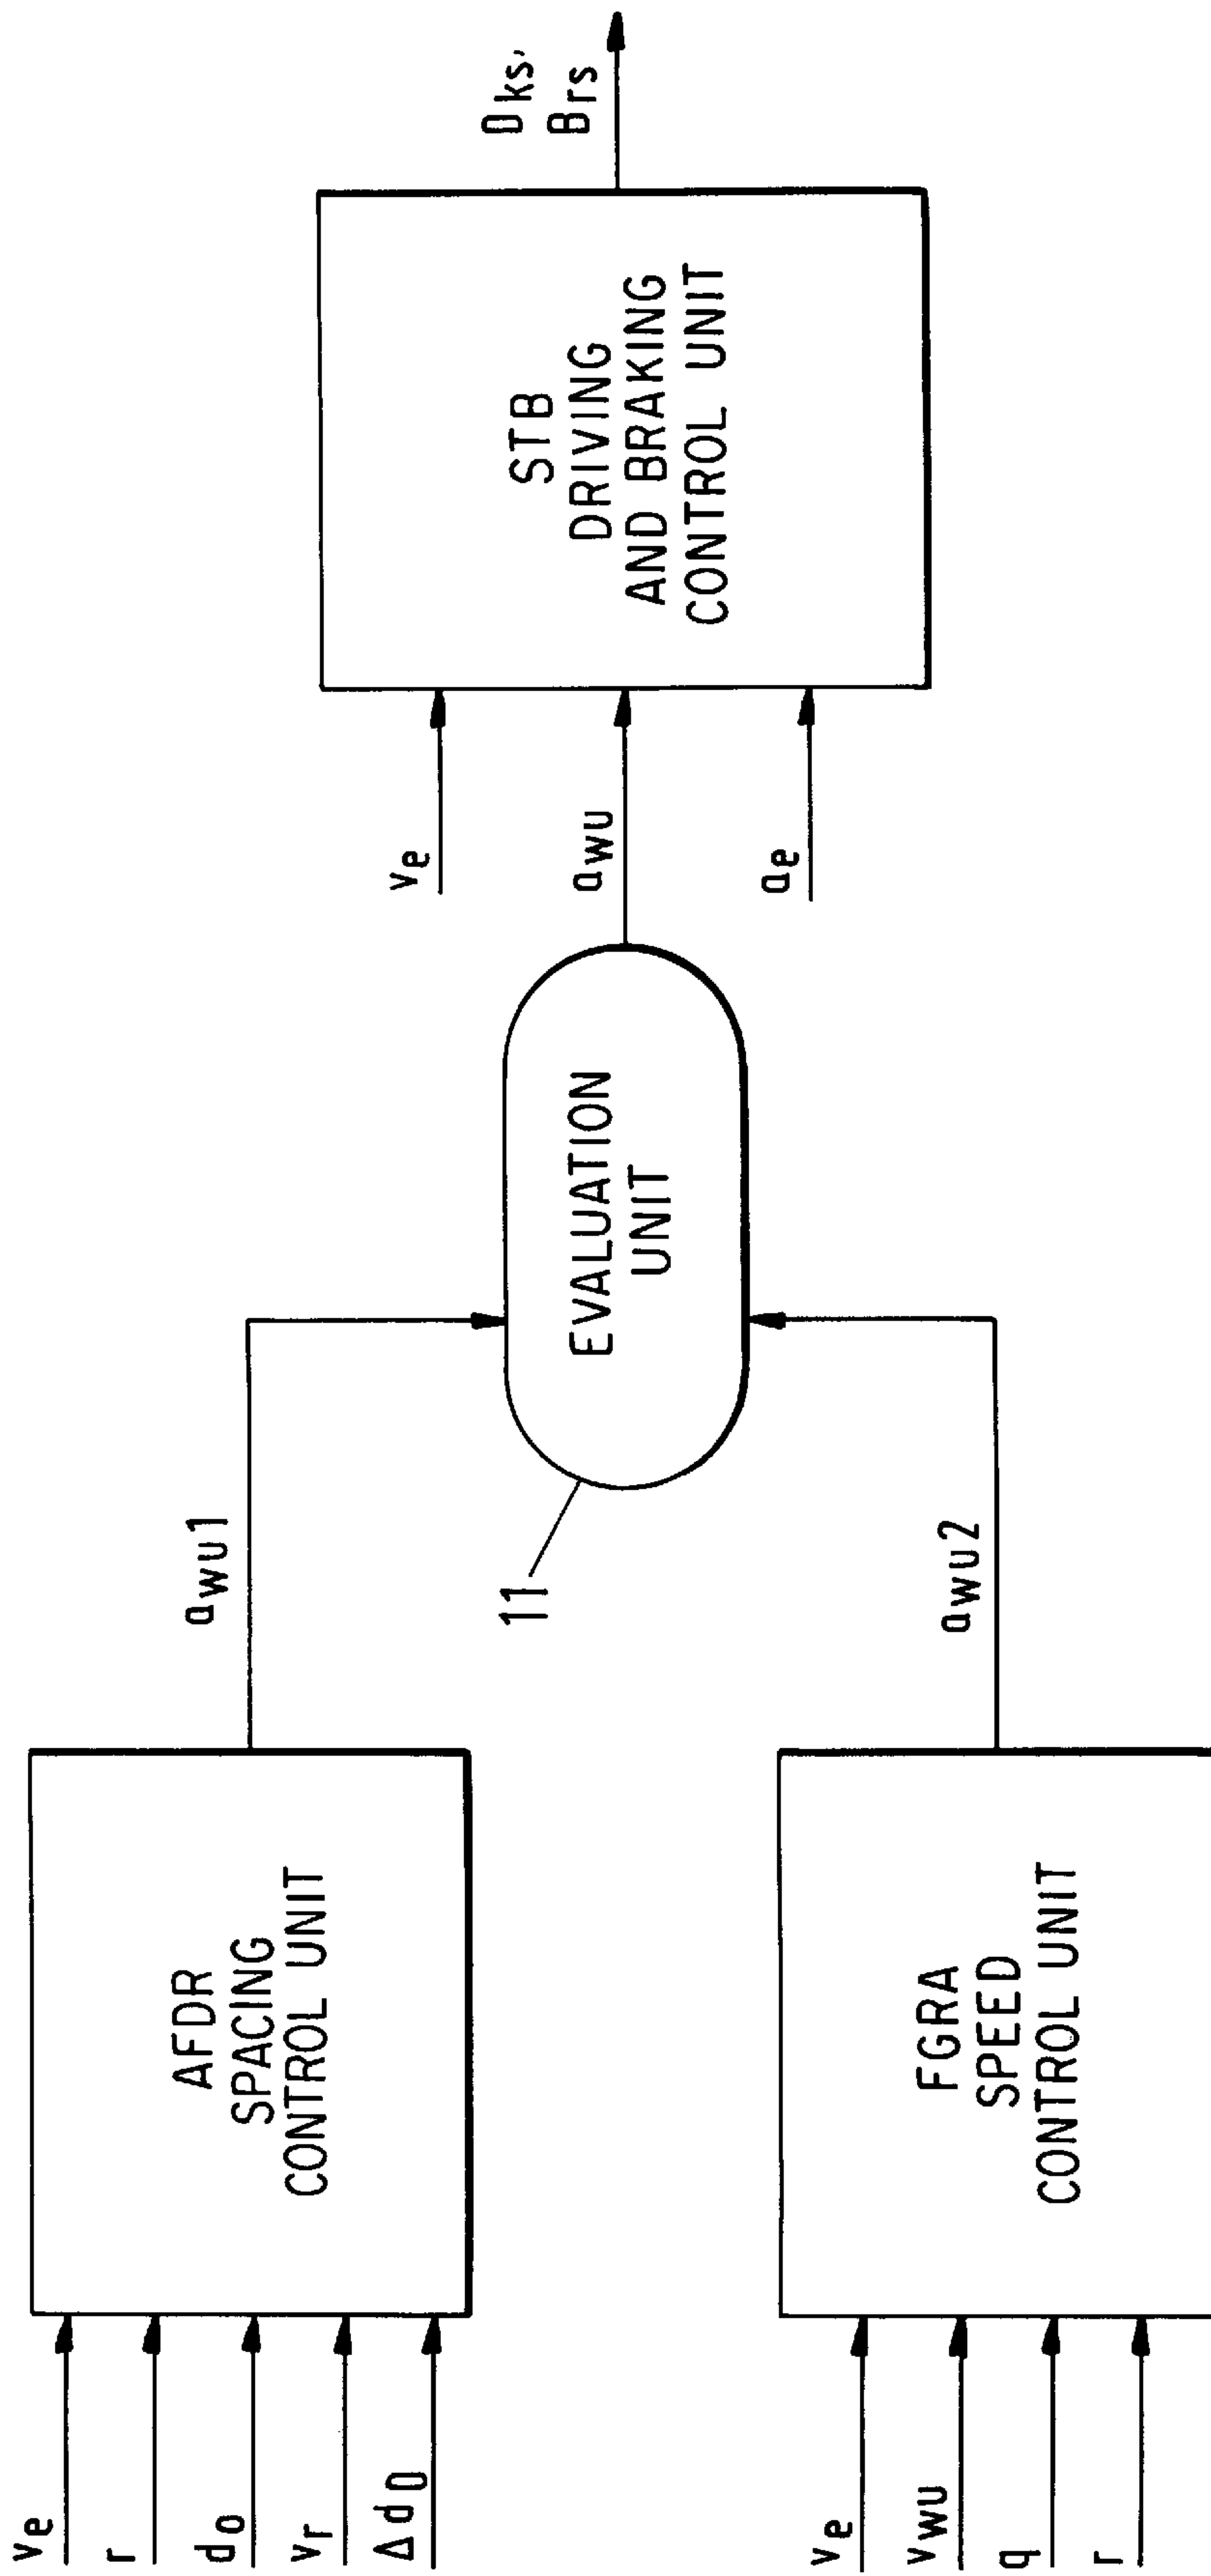 ve
r
do
vr
Δd0
AFDR
SPACING
CONTROL UNIT
awu1
ve
vwu
q
r
FGRA
SPEED
CONTROL UNIT
awu2
11
EVALUATION
UNIT
ve
awu
ae
STB
DRIVING
AND BRAKING
CONTROL UNIT
Dks,
Brs